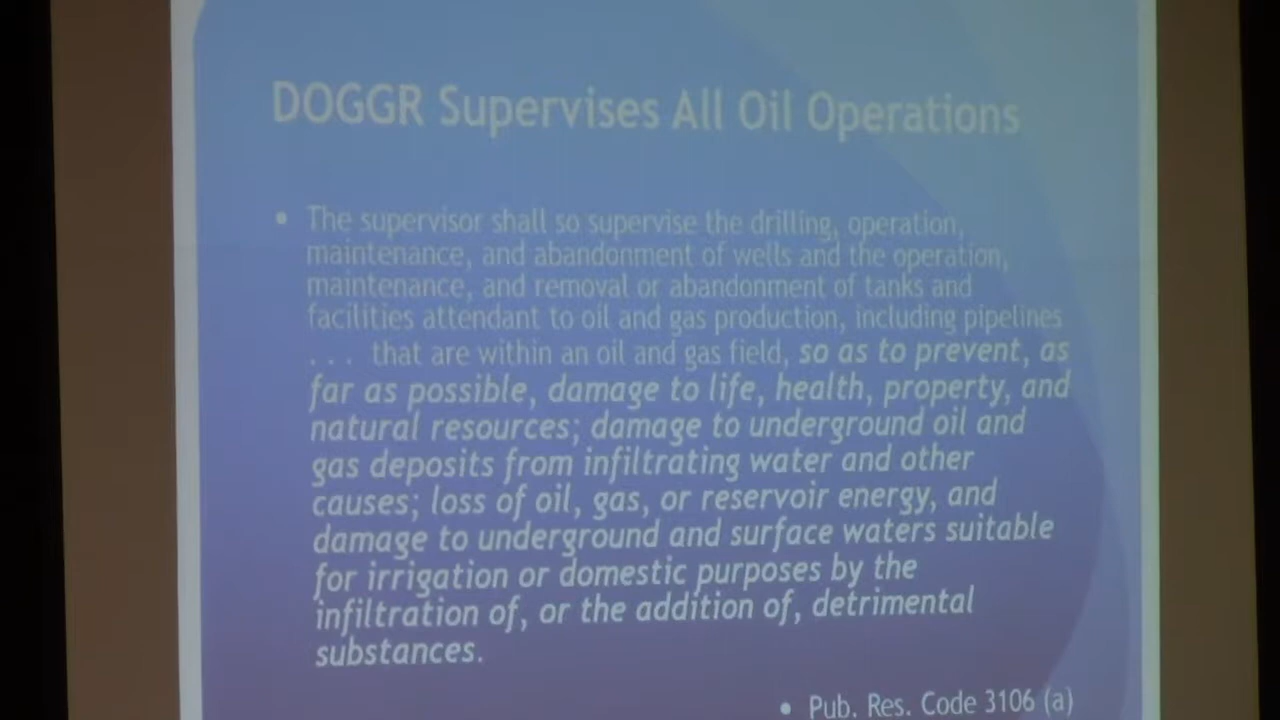 DOGGR Supervises All Oil Operations
• The supervisor shall so supervise the drilling, operation,
maintenance, and abandonment of wells and the operation,
maintenance, and removal or abandonment of tanks and
facilities attendant to oil and gas production, including pipelines
. . . that are within an oil and gas field, so as to prevent, as
far as possible, damage to life, health, property, and
natural resources; damage to underground oil and
gas deposits from infiltrating water and other
causes; loss of oil, gas, or reservoir energy, and
damage to underground and surface waters suitable
for irrigation or domestic purposes by the
infiltration of, or the addition of, detrimental
substances.
• Pub. Res. Code 3106 (a)